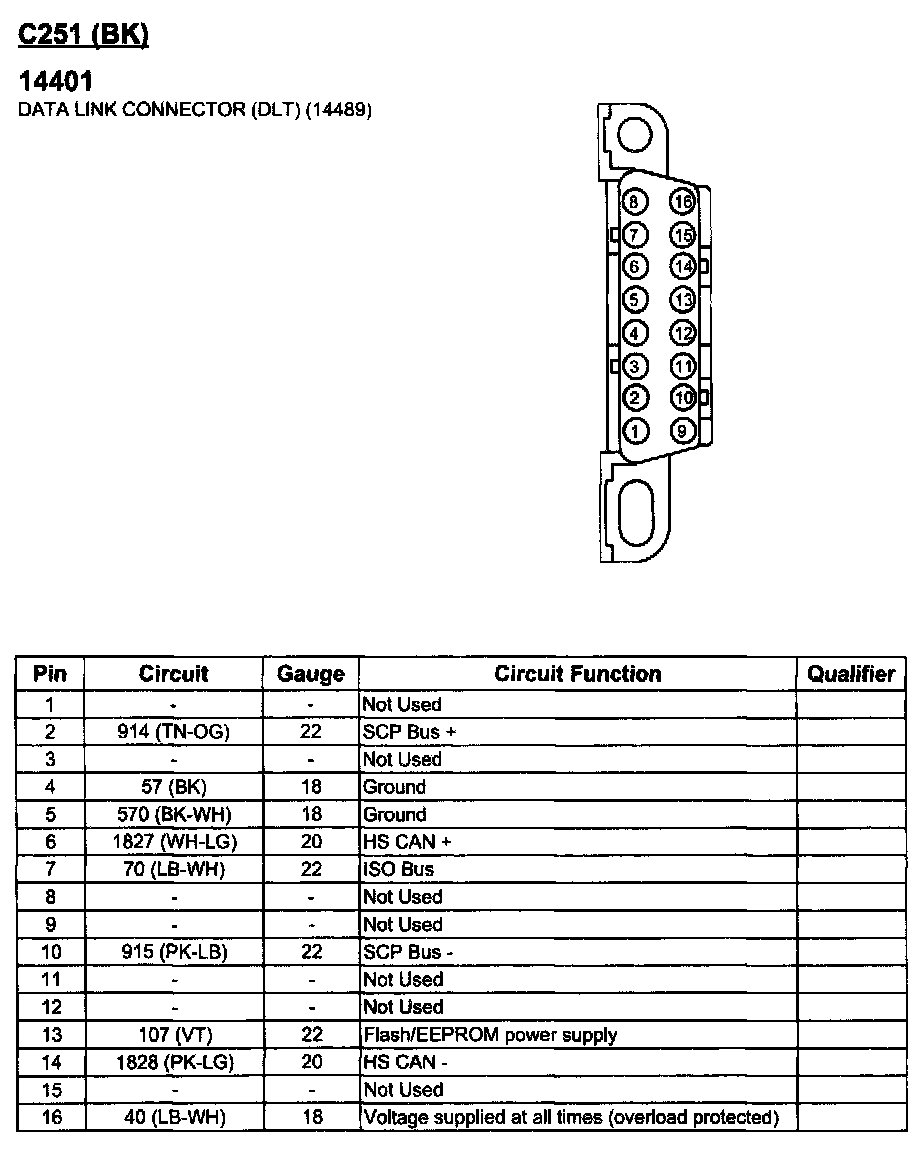 C251 (BK)
14401
DATA LINK CONNECTOR (DLT) (14489)
8 16
7 15
6 14
5 13
4 12
3 11
2 10
1 9
Pin Circuit Gauge Circuit Function Qualifier
1 - - Not Used
2 914 (TN-OG) 22 SCP Bus +
3 - - Not Used
4 57 (BK) 18 Ground
5 570 (BK-WH) 18 Ground
6 1827 (WH-LG) 20 HS CAN +
7 70 (LB-WH) 22 ISO Bus
8 - - Not Used
9 - - Not Used
10 915 (PK-LB) 22 SCP Bus -
11 - - Not Used
12 - - Not Used
13 107 (VT) 22 Flash/EEPROM power supply
14 1828 (PK-LG) 20 HS CAN -
15 - - Not Used
16 40 (LB-WH) 18 Voltage supplied at all times (overload protected)